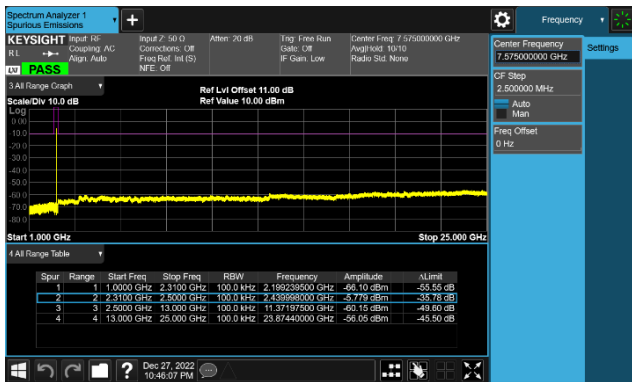 Spectrum Analyzer 1
Spurious Emissions
Frequency
KEYSIGHT Input: RF
R L
Coupling: AC
Align: Auto
LXI PASS
Input Z: 50 Ω
Corrections: Off
Freq Ref: Int (S)
NFE: Off
Atten: 20 dB
Trig: Free Run
Gate: Off
IF Gain: Low
Center Freq: 7.575000000 GHz
Avg|Hold: 10/10
Radio Std: None
Center Frequency
7.575000000 GHz
Settings
CF Step
2.500000 MHz
Auto
Man
Freq Offset
0 Hz
3 All Range Graph
Scale/Div 10.0 dB
Ref Lvl Offset 11.00 dB
Ref Value 10.00 dBm
Log
0.00
-10.0
-20.0
-30.0
-40.0
-50.0
-60.0
-70.0
-80.0
Start 1.000 GHz
Stop 25.000 GHz
4 All Range Table
Spur Range Start Freq Stop Freq RBW Frequency Amplitude ΔLimit
1 1 1.0000 GHz 2.3100 GHz 100.0 kHz 2.199239500 GHz -66.10 dBm -55.55 dB
2 2 2.3100 GHz 2.5000 GHz 100.0 kHz 2.439998000 GHz -5.779 dBm -35.78 dB
3 3 2.5000 GHz 13.000 GHz 100.0 kHz 11.37197500 GHz -60.15 dBm -49.60 dB
4 4 13.000 GHz 25.000 GHz 100.0 kHz 23.87440000 GHz -56.05 dBm -45.50 dB
?
Dec 27, 2022
10:46:07 PM